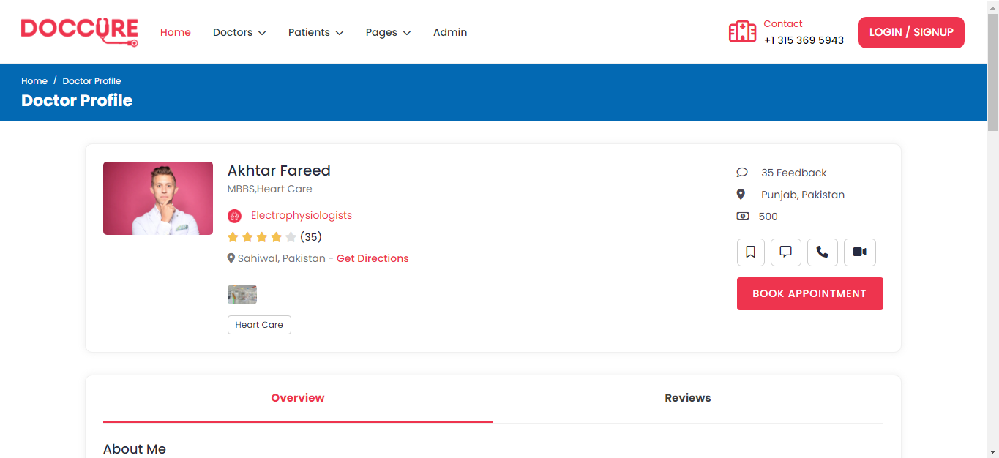 DOCCURE
Home
Doctors
Patients
Pages
Admin
Contact
+1 315 369 5943
LOGIN / SIGNUP
Home / Doctor Profile
Doctor Profile
Akhtar Fareed
MBBS,Heart Care
Electrophysiologists
(35)
Sahiwal, Pakistan - Get Directions
Heart Care
35 Feedback
Punjab, Pakistan
500
BOOK APPOINTMENT
Overview
Reviews
About Me